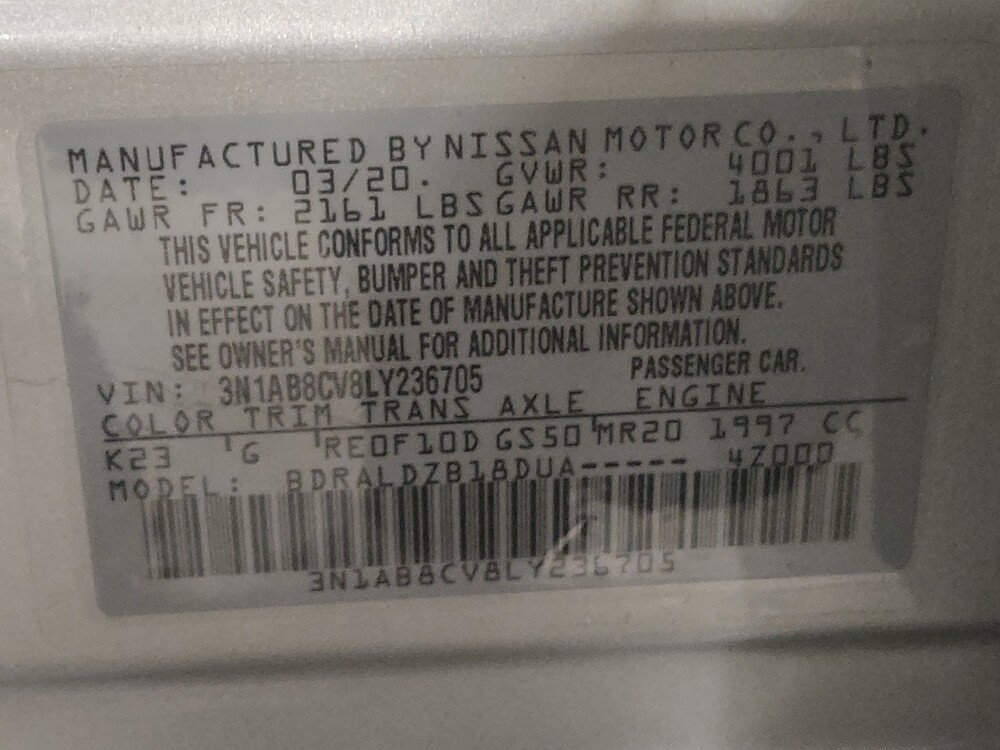 MANUFACTURED BY NISSAN MOTOR CO., LTD.
DATE: 03/20. GVWR: 4001 LBS
GAWR FR: 2161 LBS GAWR RR: 1863 LBS
THIS VEHICLE CONFORMS TO ALL APPLICABLE FEDERAL MOTOR
VEHICLE SAFETY, BUMPER AND THEFT PREVENTION STANDARDS
IN EFFECT ON THE DATE OF MANUFACTURE SHOWN ABOVE.
SEE OWNER'S MANUAL FOR ADDITIONAL INFORMATION.
VIN: 3N1AB8CV8LY236705 PASSENGER CAR.
COLOR TRIM TRANS AXLE ENGINE
K23 G RE0F10D GS50 MR20 1997 CC
MODEL: BDRALDZB18DUA----- 4Z000
3N1AB8CV8LY236705